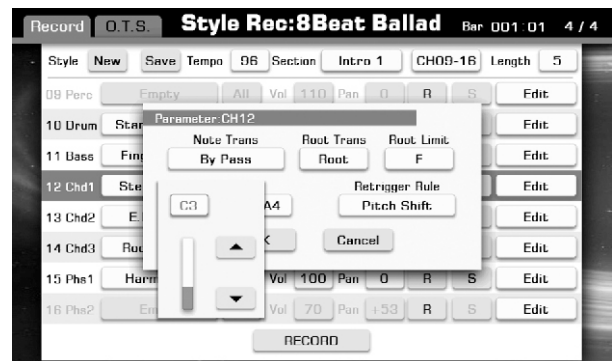 Record O.T.S. Style Rec:8Beat Ballad Bar 001:01 4/4
Style New Save Tempo 96 Section Intro 1 CH09-16 Length 5
09 Perc Empty All Vol 110 Pan 0 R S Edit
Parameter:CH12
10 Drum Edit
Note Trans Root Trans Root Limit
11 Bass By Pass Root F Edit
12 Chd1 Retrigger Rule Edit
13 Chd2 C3 A4 Pitch Shift Edit
14 Chd3 Cancel Edit
15 Phs1 Vol 100 Pan 0 R S Edit
16 Phs2 Vol 70 Pan +53 R S Edit
RECORD